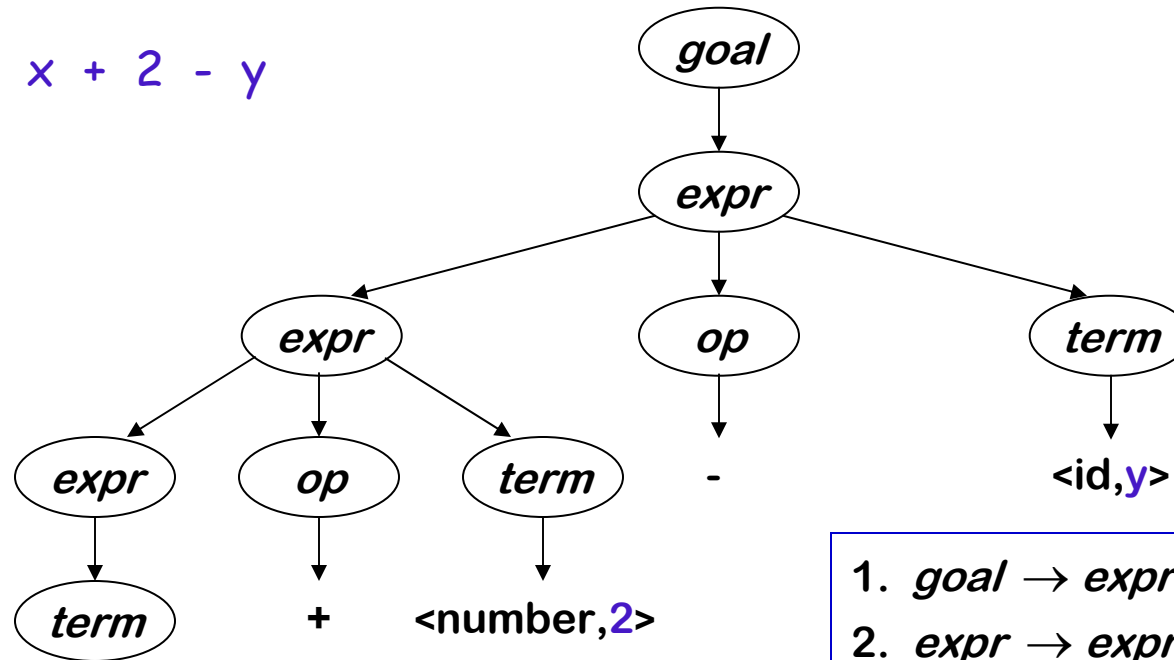 x + 2 - y
goal
expr
expr op term
expr op term - <id,y>
term + <number,2>
1. goal → expr
2. expr → expr